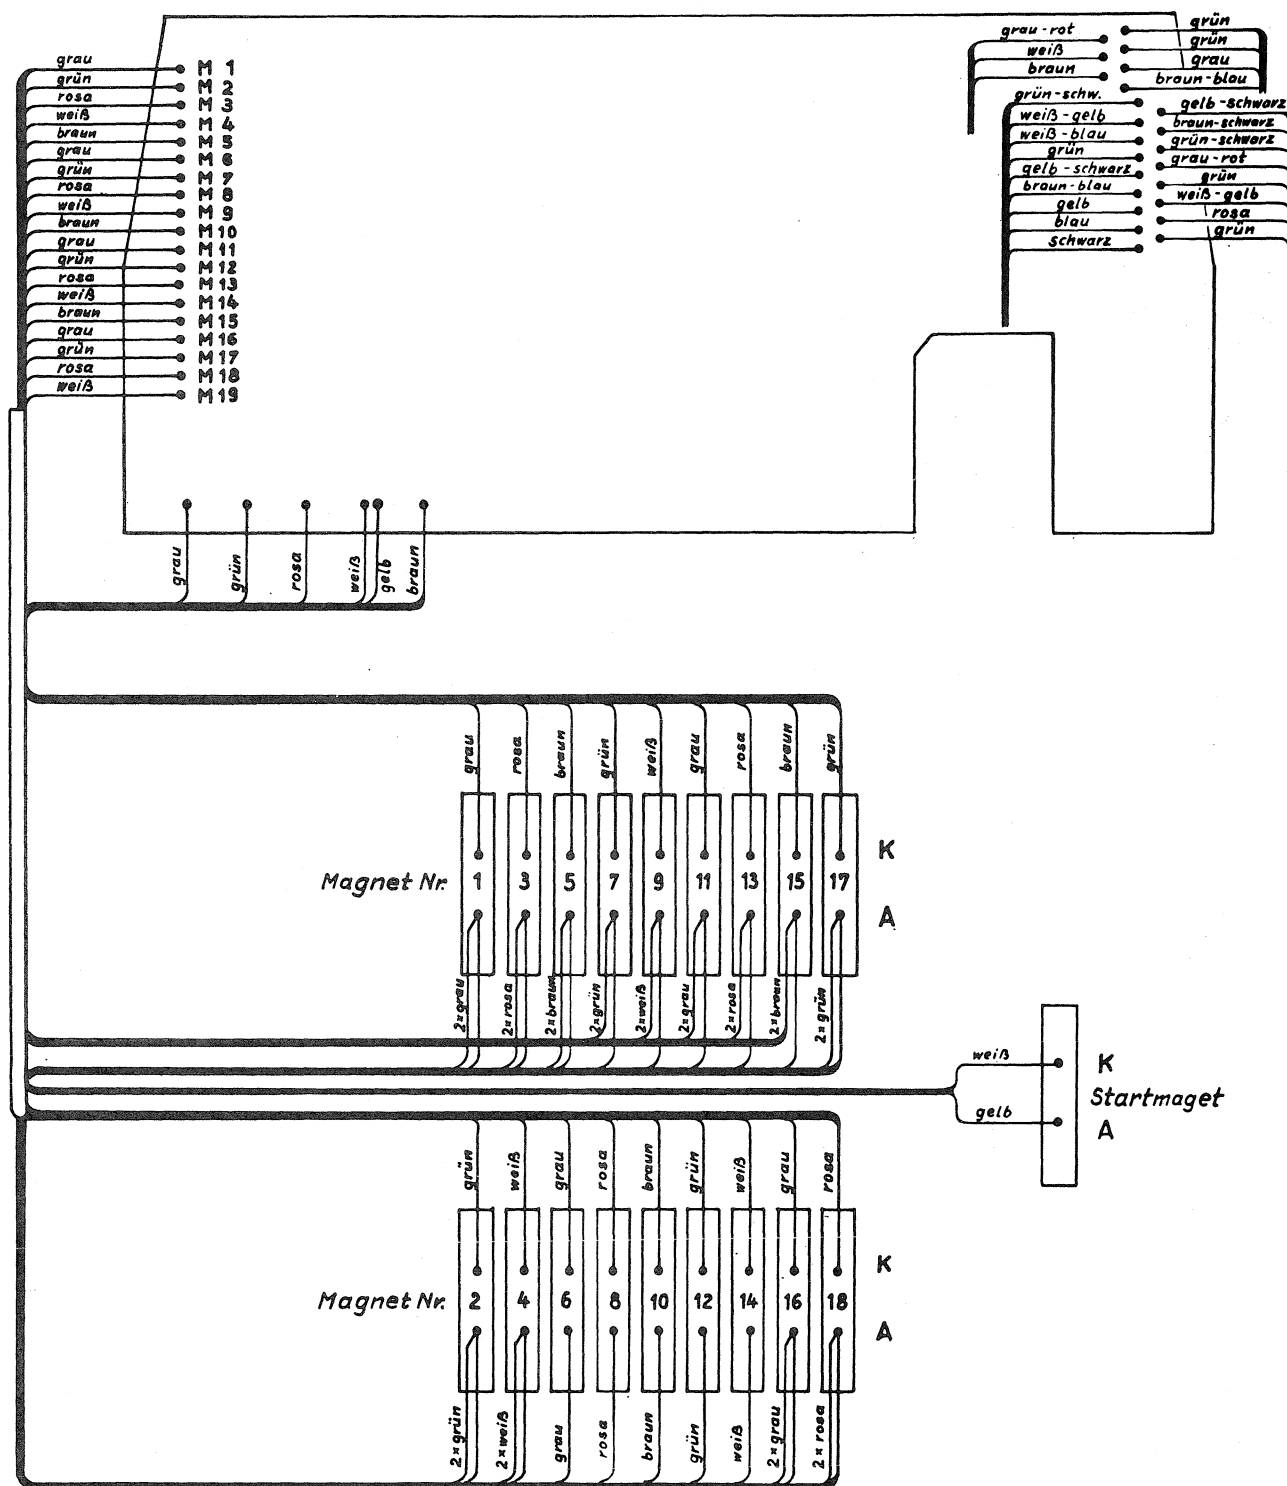 grau M 1
grün M 2
rosa M 3
weiß M 4
braun M 5
grau M 6
grün M 7
rosa M 8
weiß M 9
braun M 10
grau M 11
grün M 12
rosa M 13
weiß M 14
braun M 15
grau M 16
grün M 17
rosa M 18
weiß M 19
grau-rot
weiß
braun
grün
grün
grau
braun-blau
grün-schw.
weiß-gelb
weiß-blau
grün
gelb-schwarz
braun-blau
gelb
blau
schwarz
gelb-schwarz
braun-schwarz
grün-schwarz
grau-rot
grün
weiß-gelb
rosa
grün
grau grün rosa weiß gelb braun
grau rosa braun grün weiß grau rosa braun grün
K
Magnet Nr. 1 3 5 7 9 11 13 15 17
A
2×grau 2×rosa 2×braun 2×grün 2×weiß 2×grau 2×rosa 2×braun 2×grün
weiß K
Startmaget
gelb A
grün weiß grau rosa braun grün weiß grau rosa
K
Magnet Nr. 2 4 6 8 10 12 14 16 18
A
2×grün 2×weiß grau rosa braun grün weiß 2×grau 2×rosa